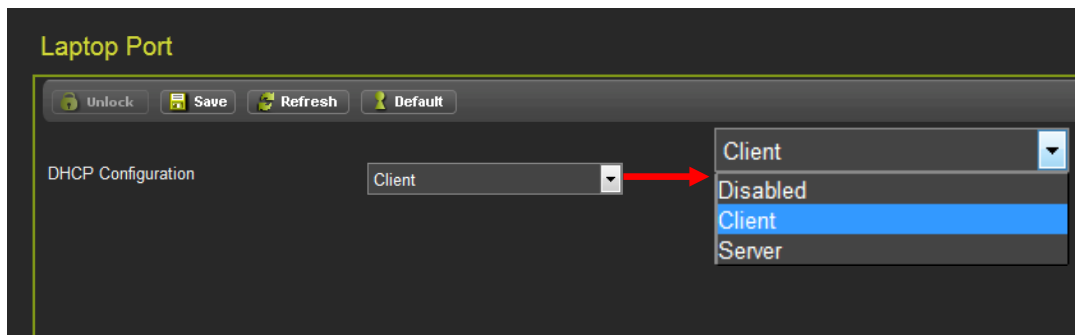 Laptop Port
Unlock Save Refresh Default
DHCP Configuration Client
Client
Disabled
Client
Server